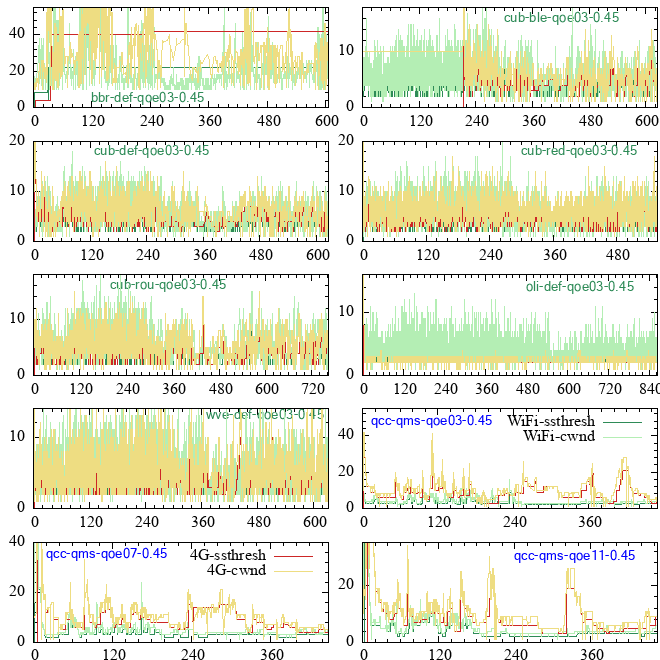 40
20
0
bbr-def-qoe03-0.45
0 120 240 360 480 600
10
0
cub-ble-qoe03-0.45
0 120 240 360 480 600
20
10
0
cub-def-qoe03-0.45
0 120 240 360 480 600
20
10
0
cub-red-qoe03-0.45
0 120 240 360 480
10
0
cub-rou-qoe03-0.45
0 120 240 360 480 600 720
10
0
oli-def-qoe03-0.45
0 120 240 360 480 600 720 840
10
0
wve-def-qoe03-0.45
0 120 240 360 480 600
40
20
0
qcc-qms-qoe03-0.45
WiFi-ssthresh
WiFi-cwnd
0 120 240 360
40
20
0
qcc-qms-qoe07-0.45
4G-ssthresh
4G-cwnd
0 120 240 360
20
0
qcc-qms-qoe11-0.45
0 120 240 360